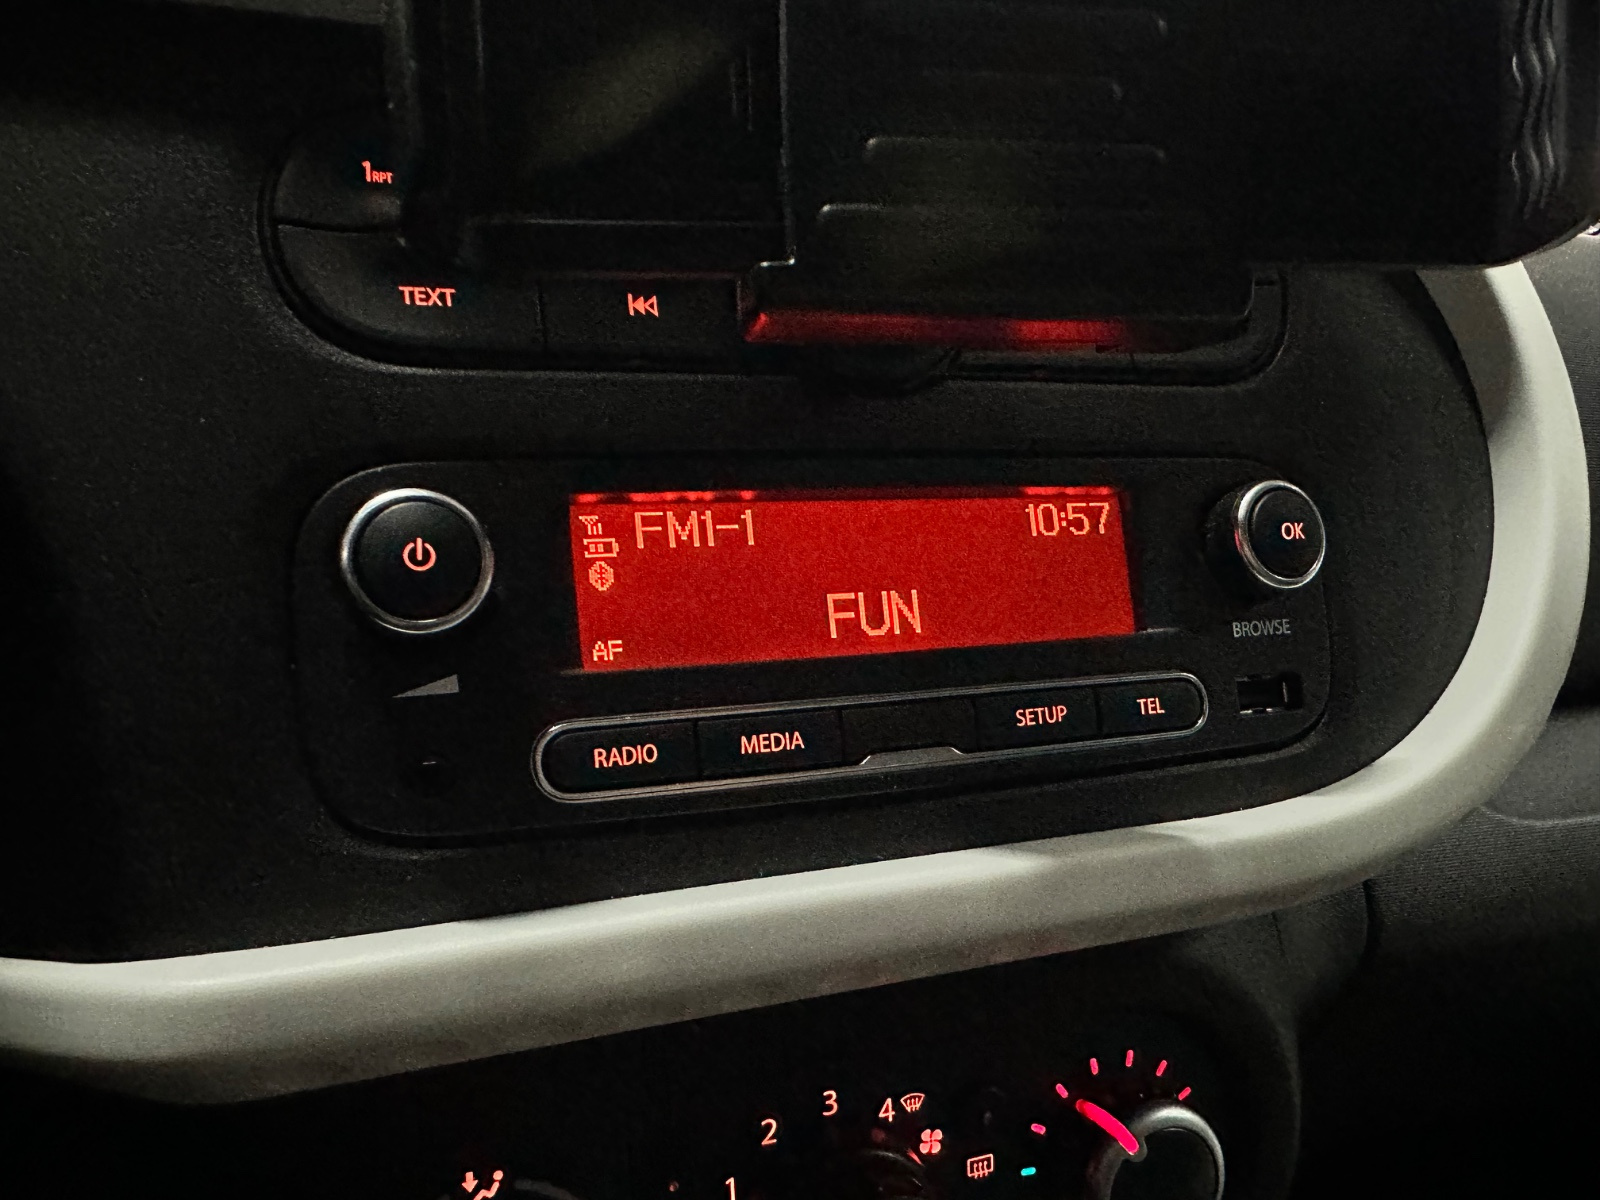 1RPT
TEXT
FM1-1 10:57
FUN
AF
OK
BROWSE
RADIO MEDIA SETUP TEL
1 2 3 4